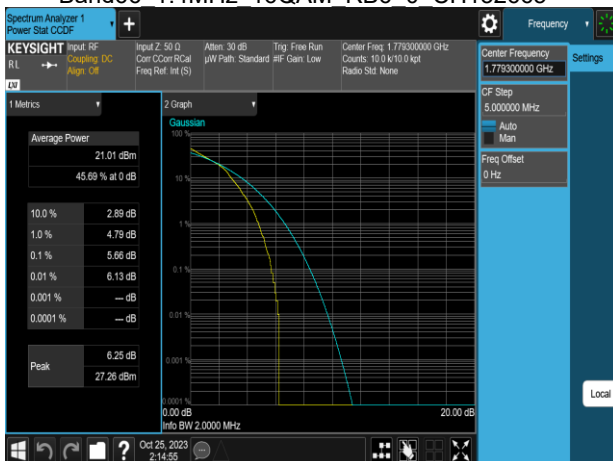 Spectrum Analyzer 1
Power Stat CCDF
Frequency
KEYSIGHT
RL
LXI
Input: RF
Coupling: DC
Align: Off
Input Z: 50 Ω
Corr CCorr RCal
Freq Ref: Int (S)
Atten: 30 dB
µW Path: Standard
Trig: Free Run
#IF Gain: Low
Center Freq: 1.779300000 GHz
Counts: 10.0 k/10.0 kpt
Radio Std: None
Center Frequency
1.779300000 GHz
Settings
CF Step
5.000000 MHz
Auto
Man
Freq Offset
0 Hz
1 Metrics
Average Power
21.01 dBm
45.69 % at 0 dB
10.0 % 2.89 dB
1.0 % 4.79 dB
0.1 % 5.66 dB
0.01 % 6.13 dB
0.001 % --- dB
0.0001 % --- dB
Peak
6.25 dB
27.26 dBm
2 Graph
Gaussian
100 %
10 %
1 %
0.1 %
0.01 %
0.001 %
0.0001 %
0.00 dB 20.00 dB
Info BW 2.0000 MHz
Local
?
Oct 25, 2023
2:14:55